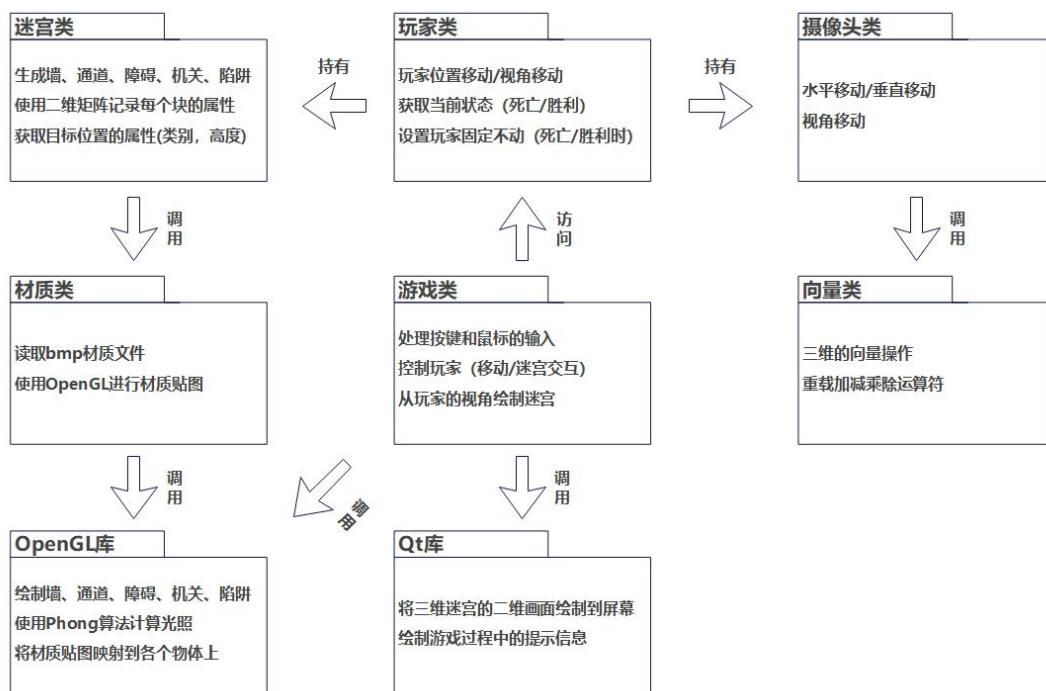 迷宫类
生成墙、通道、障碍、机关、陷阱
使用二维矩阵记录每个块的属性
获取目标位置的属性(类别，高度)
持有
玩家类
玩家位置移动/视角移动
获取当前状态（死亡/胜利）
设置玩家固定不动（死亡/胜利时）
持有
摄像头类
水平移动/垂直移动
视角移动
调
用
访
问
调
用
材质类
读取bmp材质文件
使用OpenGL进行材质贴图
游戏类
处理按键和鼠标的输入
控制玩家（移动/迷宫交互）
从玩家的视角绘制迷宫
向量类
三维的向量操作
重载加减乘除运算符
调
用
调用
调
用
OpenGL库
绘制墙、通道、障碍、机关、陷阱
使用Phong算法计算光照
将材质贴图映射到各个物体上
Qt库
将三维迷宫的二维画面绘制到屏幕
绘制游戏过程中的提示信息